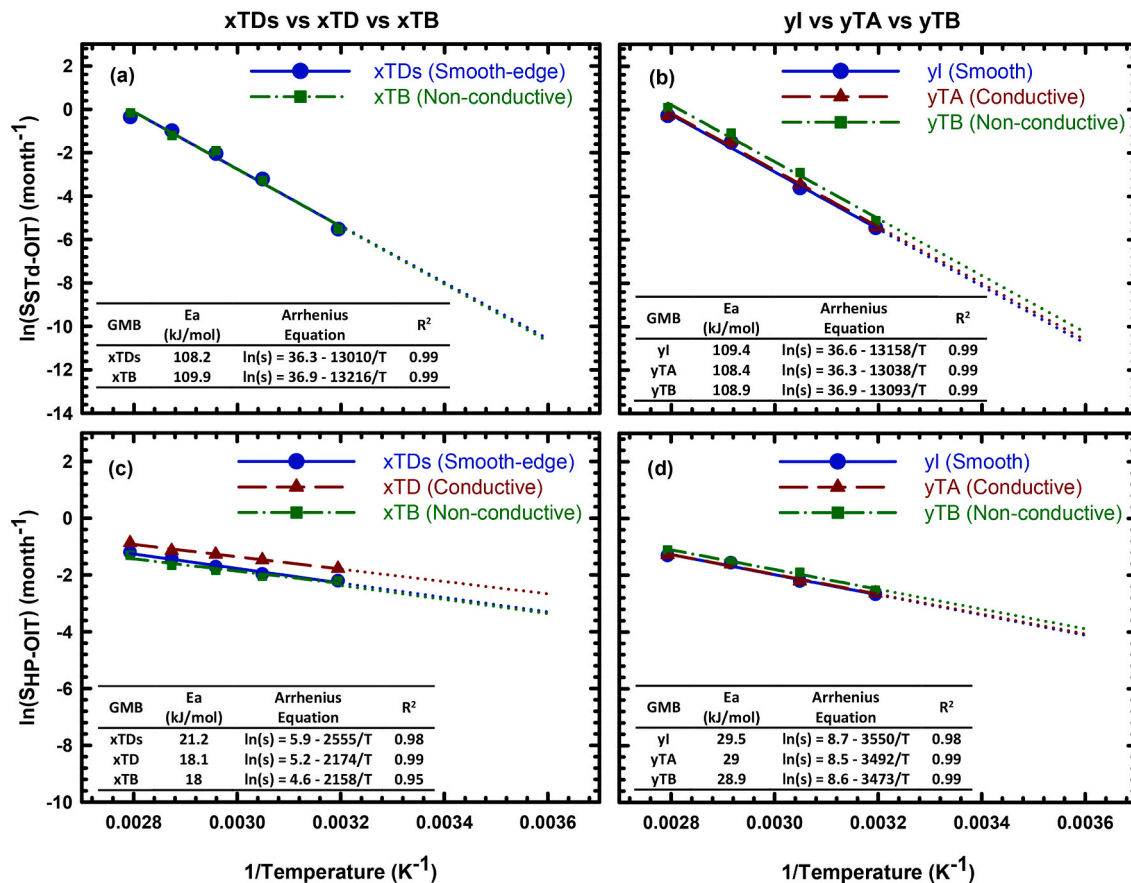 xTDs vs xTD vs xTB
yI vs yTA vs yTB
(a)
xTDs (Smooth-edge)
xTB (Non-conductive)
ln(SSTd-OIT) (month-1)
2
0
-2
-4
-6
-8
-10
-12
-14
GMB Ea (kJ/mol) Arrhenius Equation R2
xTDs 108.2 ln(s) = 36.3 - 13010/T 0.99
xTB 109.9 ln(s) = 36.9 - 13216/T 0.99
(b)
yI (Smooth)
yTA (Conductive)
yTB (Non-conductive)
GMB Ea (kJ/mol) Arrhenius Equation R2
yI 109.4 ln(s) = 36.6 - 13158/T 0.99
yTA 108.4 ln(s) = 36.3 - 13038/T 0.99
yTB 108.9 ln(s) = 36.9 - 13093/T 0.99
(c)
xTDs (Smooth-edge)
xTD (Conductive)
xTB (Non-conductive)
ln(SHP-OIT) (month-1)
2
0
-2
-4
-6
-8
-10
GMB Ea (kJ/mol) Arrhenius Equation R2
xTDs 21.2 ln(s) = 5.9 - 2555/T 0.98
xTD 18.1 ln(s) = 5.2 - 2174/T 0.99
xTB 18 ln(s) = 4.6 - 2158/T 0.95
0.0028 0.0030 0.0032 0.0034 0.0036
1/Temperature (K-1)
(d)
yI (Smooth)
yTA (Conductive)
yTB (Non-conductive)
GMB Ea (kJ/mol) Arrhenius Equation R2
yI 29.5 ln(s) = 8.7 - 3550/T 0.98
yTA 29 ln(s) = 8.5 - 3492/T 0.99
yTB 28.9 ln(s) = 8.6 - 3473/T 0.99
0.0028 0.0030 0.0032 0.0034 0.0036
1/Temperature (K-1)